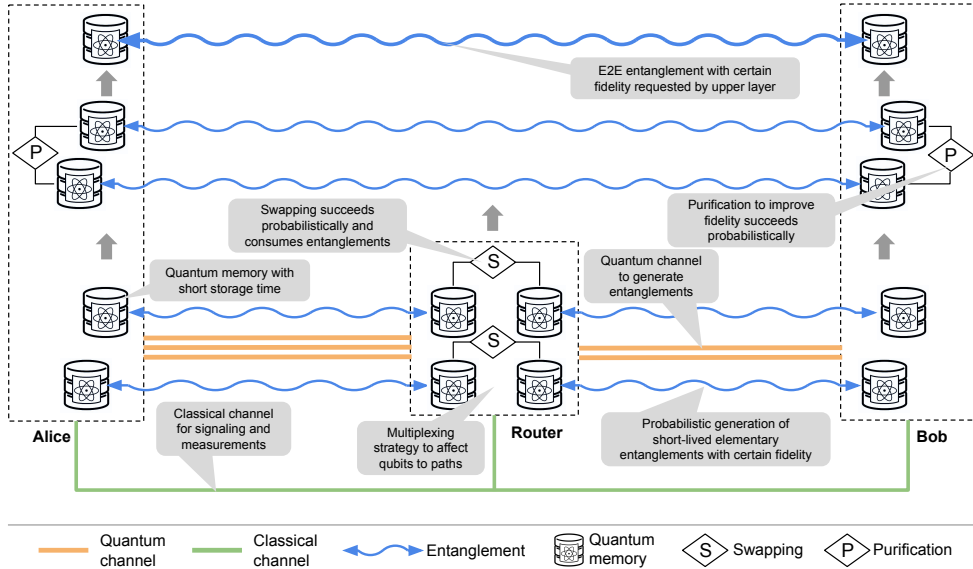 E2E entanglement with certain
fidelity requested by upper layer
P
P
Swapping succeeds
probabilistically and
consumes entanglements
Purification to improve
fidelity succeeds
probabilistically
S
Quantum memory with
short storage time
Quantum channel
to generate
entanglements
S
Classical channel
for signaling and
measurements
Multiplexing
strategy to affect
qubits to paths
Probabilistic generation of
short-lived elementary
entanglements with certain fidelity
Alice
Router
Bob
Quantum
channel
Classical
channel
Entanglement
Quantum
memory
S
Swapping
P
Purification